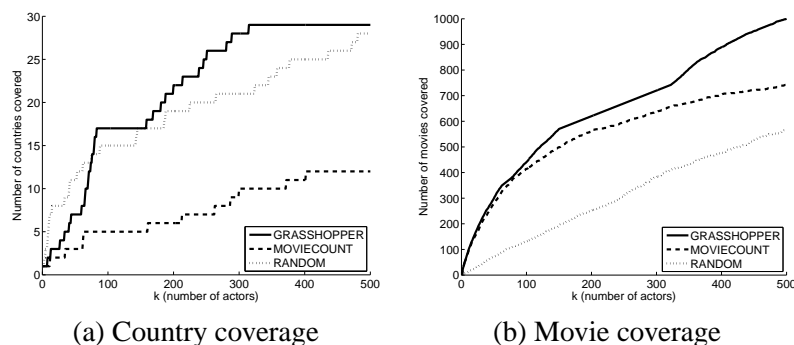 30
25
20
15
10
5
0
Number of countries covered
0
100
200
300
400
500
k (number of actors)
GRASSHOPPER
MOVIECOUNT
RANDOM
(a) Country coverage
1000
900
800
700
600
500
400
300
200
100
0
Number of movies covered
0
100
200
300
400
500
k (number of actors)
GRASSHOPPER
MOVIECOUNT
RANDOM
(b) Movie coverage